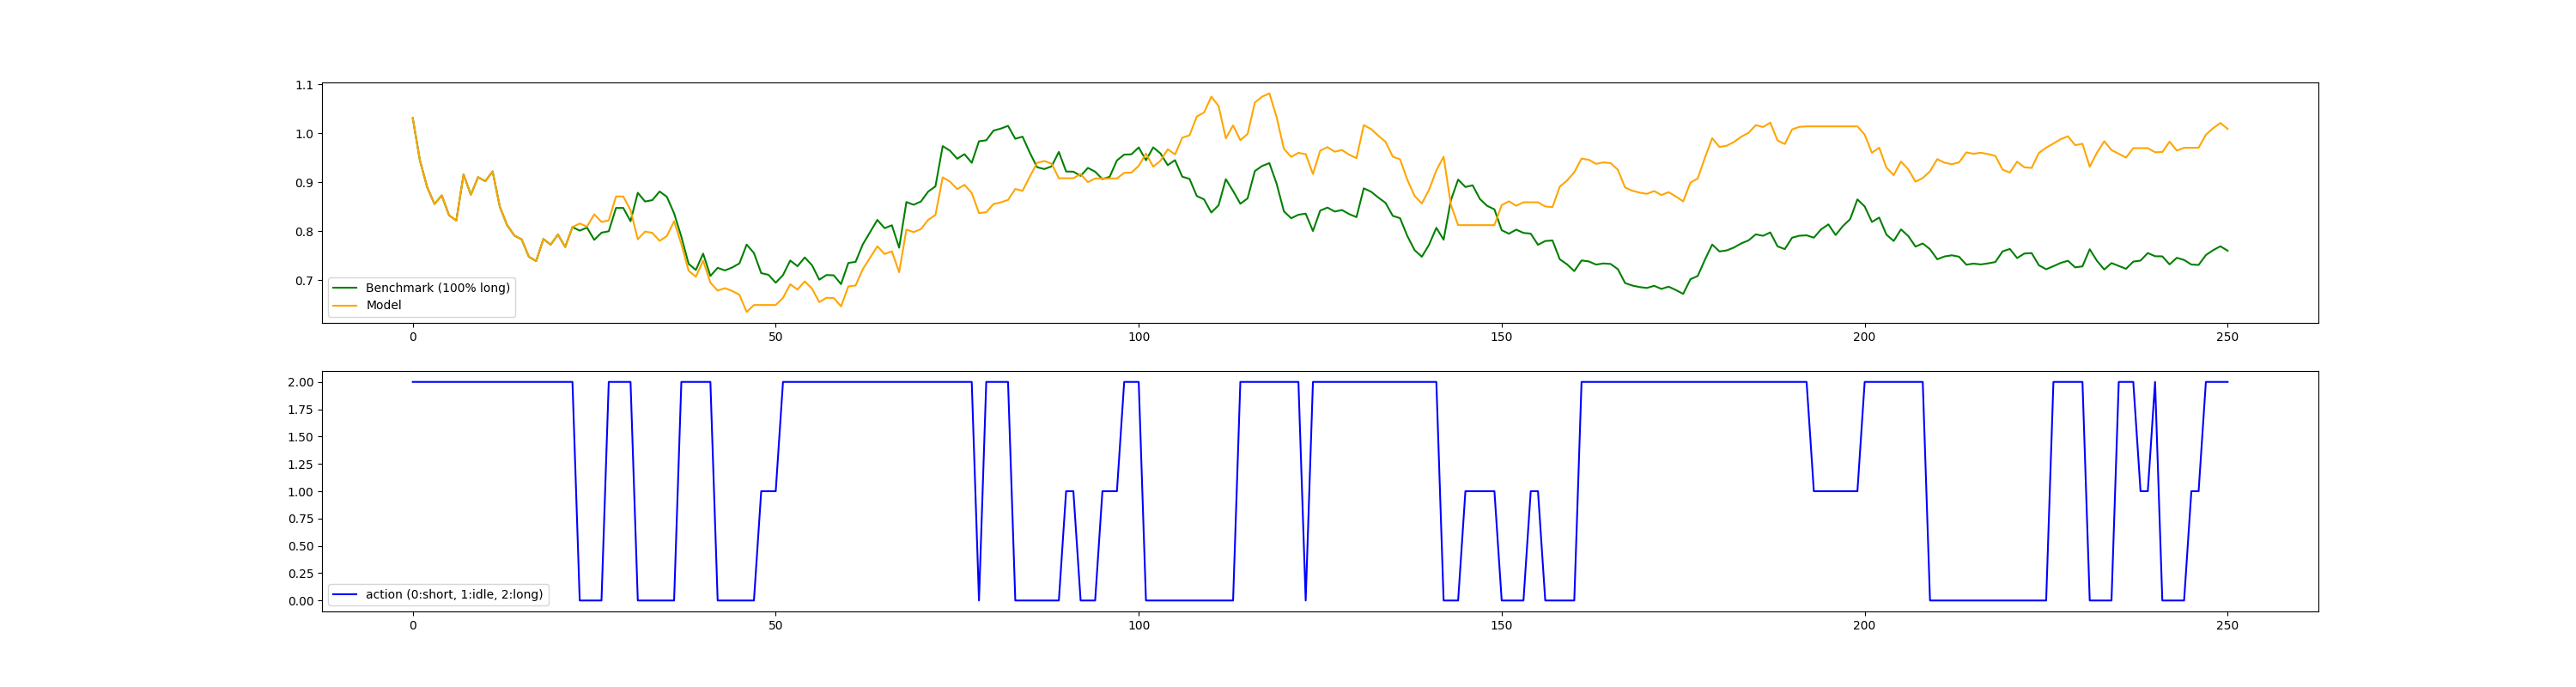 1.1
1.0
0.9
0.8
0.7
Benchmark (100% long)
Model
0 50 100 150 200 250
2.00
1.75
1.50
1.25
1.00
0.75
0.50
0.25
0.00
action (0:short, 1:idle, 2:long)
0 50 100 150 200 250